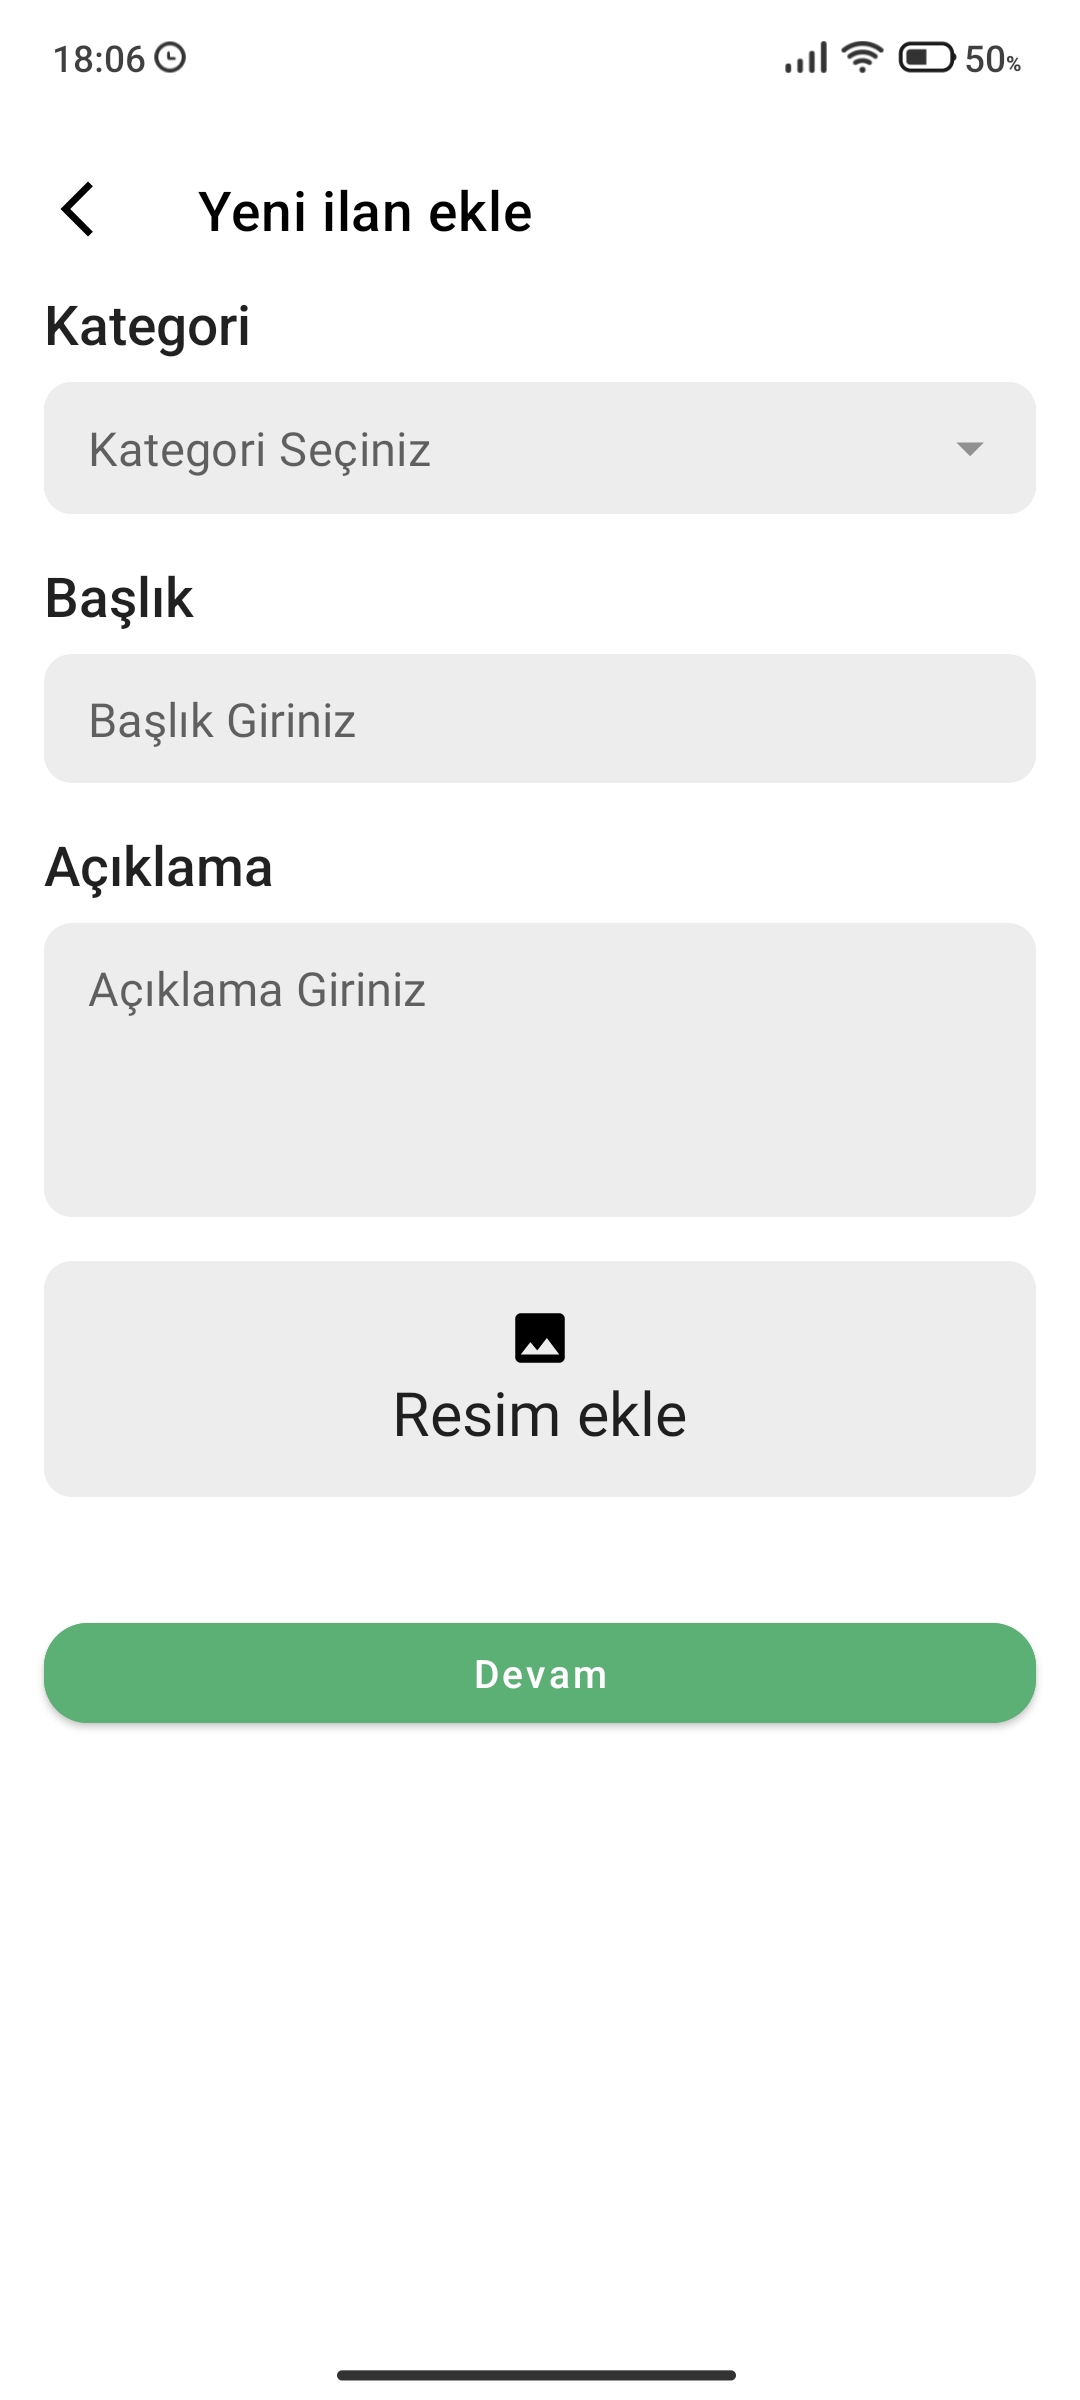 18:06
50%
Yeni ilan ekle
Kategori
Kategori Seçiniz
Başlık
Başlık Giriniz
Açıklama
Açıklama Giriniz
Resim ekle
Devam